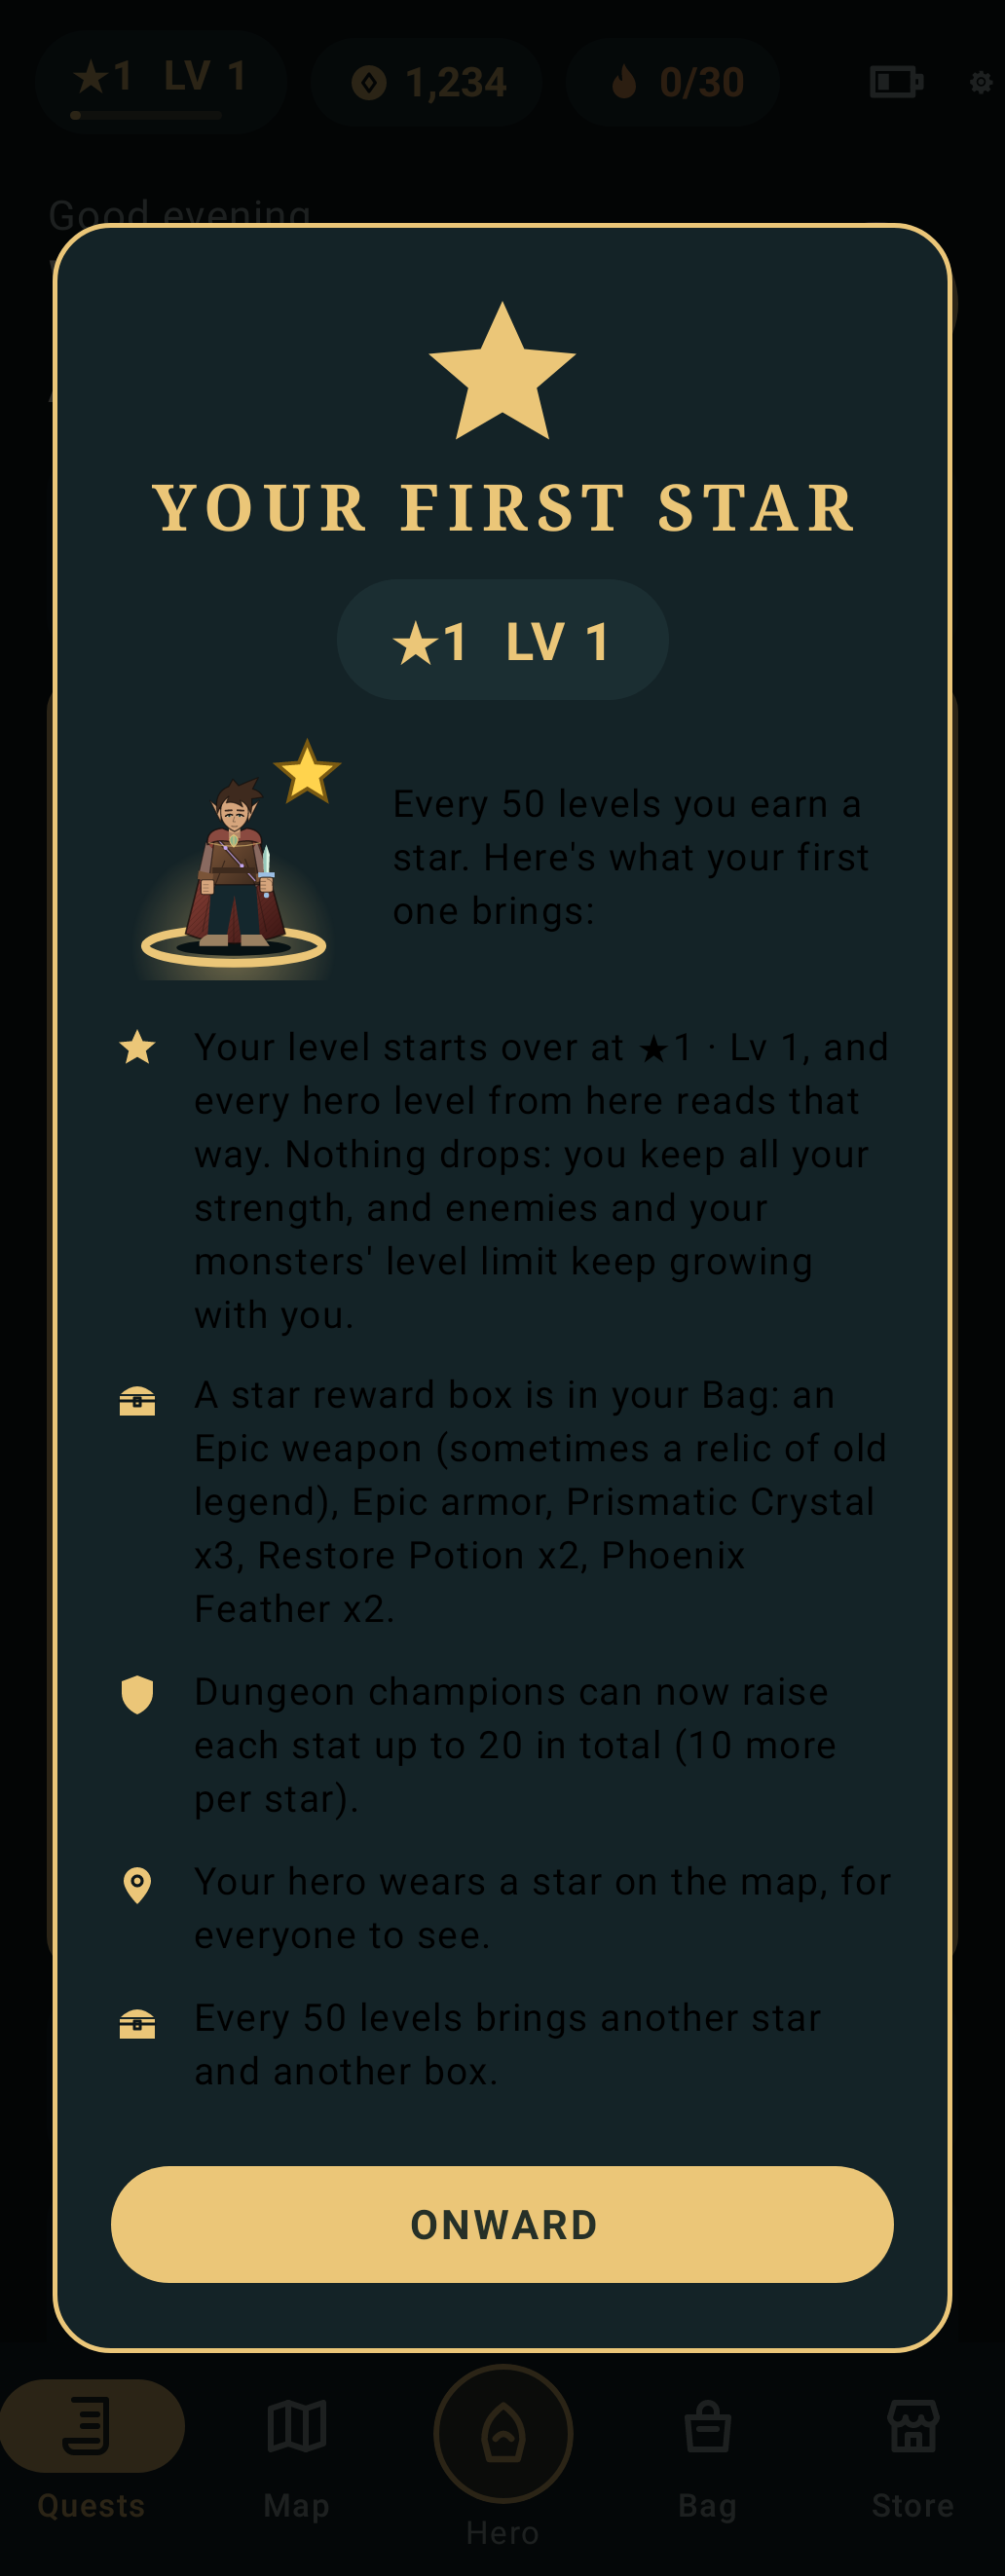 ★1 LV 1
1,234
0/30
Good evening
YOUR FIRST STAR
★1 LV 1
Every 50 levels you earn a
star. Here's what your first
one brings:
Your level starts over at ★1 · Lv 1, and
every hero level from here reads that
way. Nothing drops: you keep all your
strength, and enemies and your
monsters' level limit keep growing
with you.
A star reward box is in your Bag: an
Epic weapon (sometimes a relic of old
legend), Epic armor, Prismatic Crystal
x3, Restore Potion x2, Phoenix
Feather x2.
Dungeon champions can now raise
each stat up to 20 in total (10 more
per star).
Your hero wears a star on the map, for
everyone to see.
Every 50 levels brings another star
and another box.
ONWARD
Quests
Map
Hero
Bag
Store